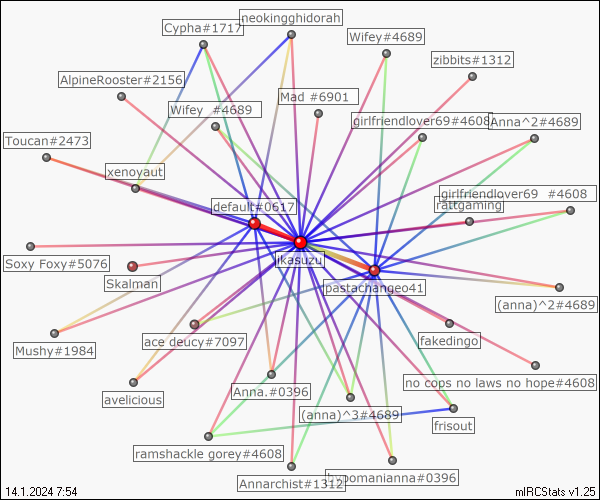 neokingghidorah
Cypha#1717
Wifey#4689
zibbits#1312
AlpineRooster#2156
Mad #6901
Wifey #4689
girlfriendlover69#4608
Anna^2#4689
Toucan#2473
xenoyaut
girlfriendlover69 #4608
rattgaming
default#0617
jkasuzu
Soxy Foxy#5076
Skalman
pastachangeo41
(anna)^2#4689
ace deucy#7097
fakedingo
Mushy#1984
no cops no laws no hope#4608
Anna.#0396
avelicious
(anna)^3#4689
frisout
ramshackle gorey#4608
hypomanianna#0396
Annarchist#1312
14.1.2024 7:54
mIRCStats v1.25